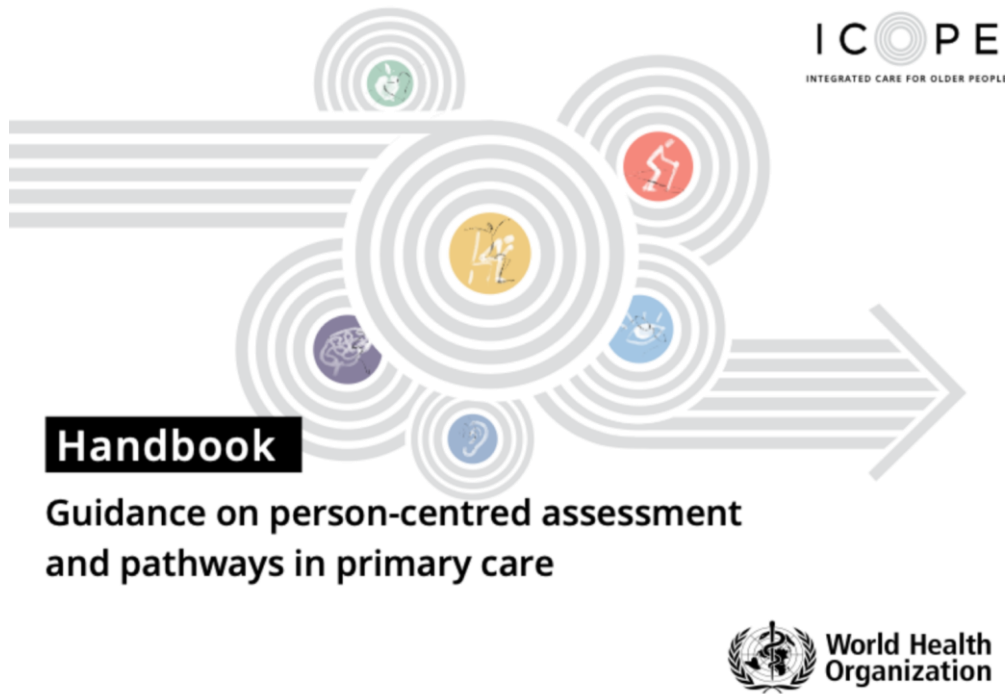 ICOPE
INTEGRATED CARE FOR OLDER PEOPLE
Handbook
Guidance on person-centred assessment
and pathways in primary care
World Health
Organization